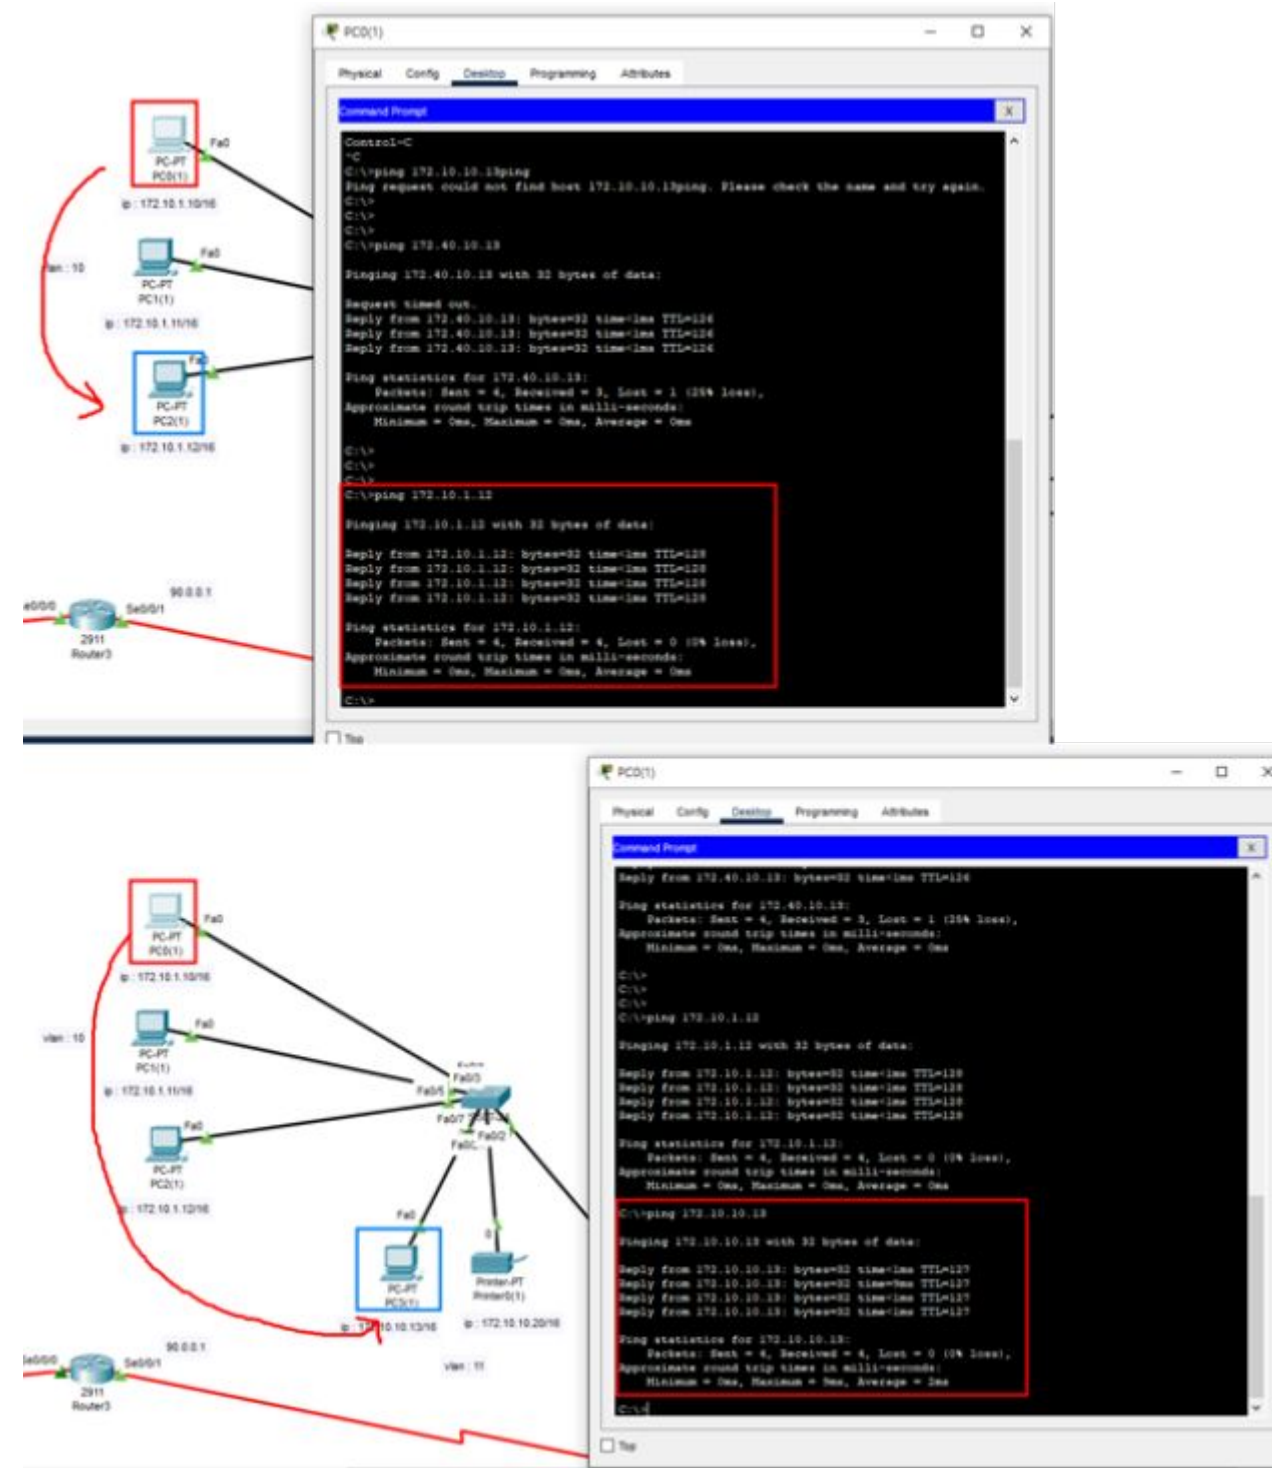 PC0(1)
Physical Config Desktop Programming Attributes
Command Prompt X
Control-C
^C
C:\>ping 172.10.10.13ping
Ping request could not find host 172.10.10.13ping. Please check the name and try again.
C:\>
C:\>
C:\>
C:\>ping 172.40.10.13
Pinging 172.40.10.13 with 32 bytes of data:
Request timed out.
Reply from 172.40.10.13: bytes=32 time<1ms TTL=126
Reply from 172.40.10.13: bytes=32 time<1ms TTL=126
Reply from 172.40.10.13: bytes=32 time<1ms TTL=126
Ping statistics for 172.40.10.13:
Packets: Sent = 4, Received = 3, Lost = 1 (25% loss),
Approximate round trip times in milli-seconds:
Minimum = 0ms, Maximum = 0ms, Average = 0ms
C:\>
C:\>
C:\>
C:\>ping 172.10.1.12
Pinging 172.10.1.12 with 32 bytes of data:
Reply from 172.10.1.12: bytes=32 time<1ms TTL=128
Reply from 172.10.1.12: bytes=32 time<1ms TTL=128
Reply from 172.10.1.12: bytes=32 time<1ms TTL=128
Reply from 172.10.1.12: bytes=32 time<1ms TTL=128
Ping statistics for 172.10.1.12:
Packets: Sent = 4, Received = 4, Lost = 0 (0% loss),
Approximate round trip times in milli-seconds:
Minimum = 0ms, Maximum = 0ms, Average = 0ms
C:\>
Top
Fa0
PC-PT
PC0(1)
ip : 172.10.1.10/16
Fa0
PC-PT
PC1(1)
ip : 172.10.1.11/16
Fa0
PC-PT
PC2(1)
ip : 172.10.1.12/16
90.0.0.1
Se0/0/1
2911
Router3
PC0(1)
Physical Config Desktop Programming Attributes
Command Prompt X
Reply from 172.40.10.13: bytes=32 time<1ms TTL=126
Ping statistics for 172.40.10.13:
Packets: Sent = 4, Received = 3, Lost = 1 (25% loss),
Approximate round trip times in milli-seconds:
Minimum = 0ms, Maximum = 0ms, Average = 0ms
C:\>
C:\>
C:\>
C:\>ping 172.10.1.12
Pinging 172.10.1.12 with 32 bytes of data:
Reply from 172.10.1.12: bytes=32 time<1ms TTL=128
Reply from 172.10.1.12: bytes=32 time<1ms TTL=128
Reply from 172.10.1.12: bytes=32 time<1ms TTL=128
Reply from 172.10.1.12: bytes=32 time<1ms TTL=128
Ping statistics for 172.10.1.12:
Packets: Sent = 4, Received = 4, Lost = 0 (0% loss),
Approximate round trip times in milli-seconds:
Minimum = 0ms, Maximum = 0ms, Average = 0ms
C:\>ping 172.10.10.13
Pinging 172.10.10.13 with 32 bytes of data:
Reply from 172.10.10.13: bytes=32 time<1ms TTL=127
Reply from 172.10.10.13: bytes=32 time=9ms TTL=127
Reply from 172.10.10.13: bytes=32 time<1ms TTL=127
Reply from 172.10.10.13: bytes=32 time<1ms TTL=127
Ping statistics for 172.10.10.13:
Packets: Sent = 4, Received = 4, Lost = 0 (0% loss),
Approximate round trip times in milli-seconds:
Minimum = 0ms, Maximum = 9ms, Average = 2ms
C:\>
Top
Fa0
PC-PT
PC0(1)
ip : 172.10.1.10/16
vlan : 10
Fa0
PC-PT
PC1(1)
ip : 172.10.1.11/16
Fa0
PC-PT
PC2(1)
ip : 172.10.1.12/16
Fa0/3
Fa0/5
Fa0/7
Fa0/2
Fa0
PC-PT
PC3(1)
0
Printer-PT
Printer0(1)
ip : 172.10.10.20/16
vlan : 11
90.0.0.1
Se0/0/1
2911
Router3